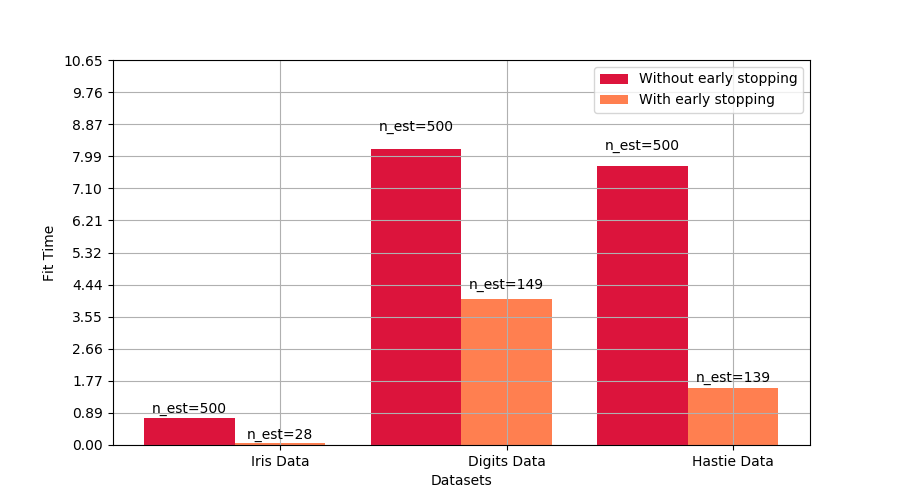 10.65
9.76
8.87
7.99
7.10
6.21
5.32
4.44
3.55
2.66
1.77
0.89
0.00
Fit Time
Without early stopping
With early stopping
n_est=500
n_est=500
n_est=149
n_est=139
n_est=500
n_est=28
Iris Data
Digits Data
Hastie Data
Datasets